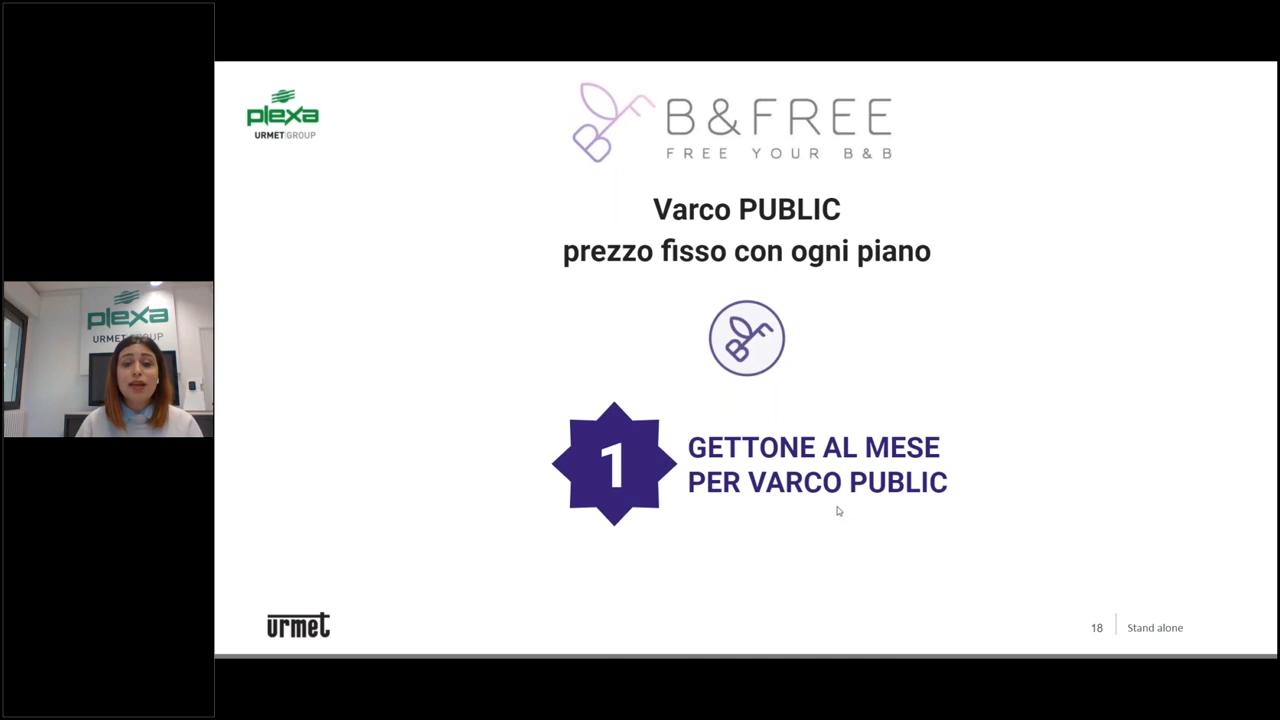 plexa
URMET GROUP
B&FREE
FREE YOUR B&B
Varco PUBLIC
prezzo fisso con ogni piano
1
GETTONE AL MESE
PER VARCO PUBLIC
urmet
18
Stand alone
plexa
URMET GROUP